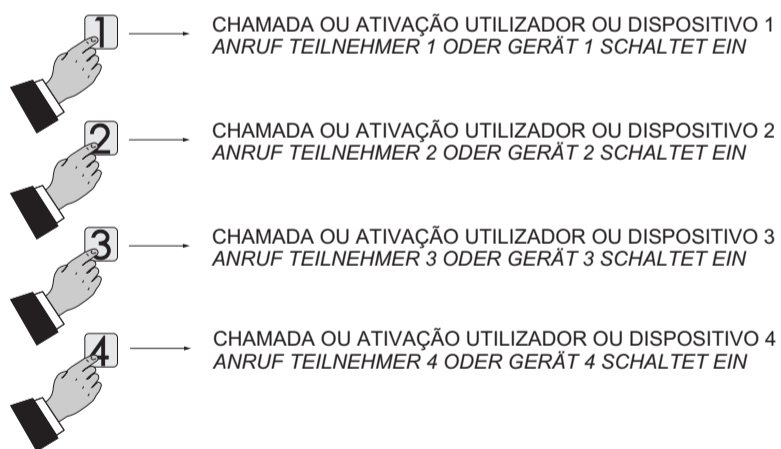 1
CHAMADA OU ATIVAÇÃO UTILIZADOR OU DISPOSITIVO 1
ANRUF TEILNEHMER 1 ODER GERÄT 1 SCHALTET EIN
2
CHAMADA OU ATIVAÇÃO UTILIZADOR OU DISPOSITIVO 2
ANRUF TEILNEHMER 2 ODER GERÄT 2 SCHALTET EIN
3
CHAMADA OU ATIVAÇÃO UTILIZADOR OU DISPOSITIVO 3
ANRUF TEILNEHMER 3 ODER GERÄT 3 SCHALTET EIN
4
CHAMADA OU ATIVAÇÃO UTILIZADOR OU DISPOSITIVO 4
ANRUF TEILNEHMER 4 ODER GERÄT 4 SCHALTET EIN